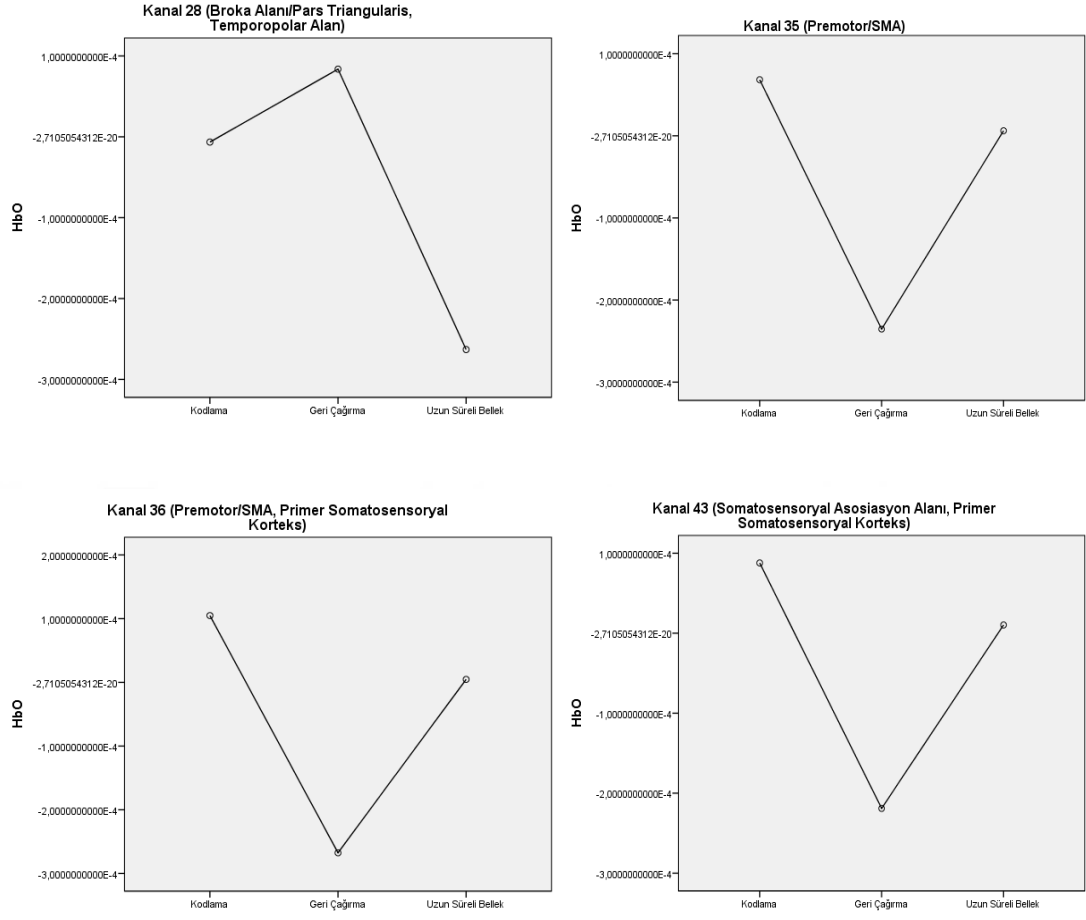 Kanal 28 (Broka Alanı/Pars Triangularis,
Temporopolar Alan)
HbO
1,0000000000E-4
-2,7105054312E-20
-1,0000000000E-4
-2,0000000000E-4
-3,0000000000E-4
Kodlama
Geri Çağırma
Uzun Süreli Bellek
Kanal 35 (Premotor/SMA)
HbO
1,0000000000E-4
-2,7105054312E-20
-1,0000000000E-4
-2,0000000000E-4
-3,0000000000E-4
Kodlama
Geri Çağırma
Uzun Süreli Bellek
Kanal 36 (Premotor/SMA, Primer Somatosensoryal
Korteks)
HbO
2,0000000000E-4
1,0000000000E-4
-2,7105054312E-20
-1,0000000000E-4
-2,0000000000E-4
-3,0000000000E-4
Kodlama
Geri Çağırma
Uzun Süreli Bellek
Kanal 43 (Somatosensoryal Asosiasyon Alanı, Primer
Somatosensoryal Korteks)
HbO
1,0000000000E-4
-2,7105054312E-20
-1,0000000000E-4
-2,0000000000E-4
-3,0000000000E-4
Kodlama
Geri Çağırma
Uzun Süreli Bellek